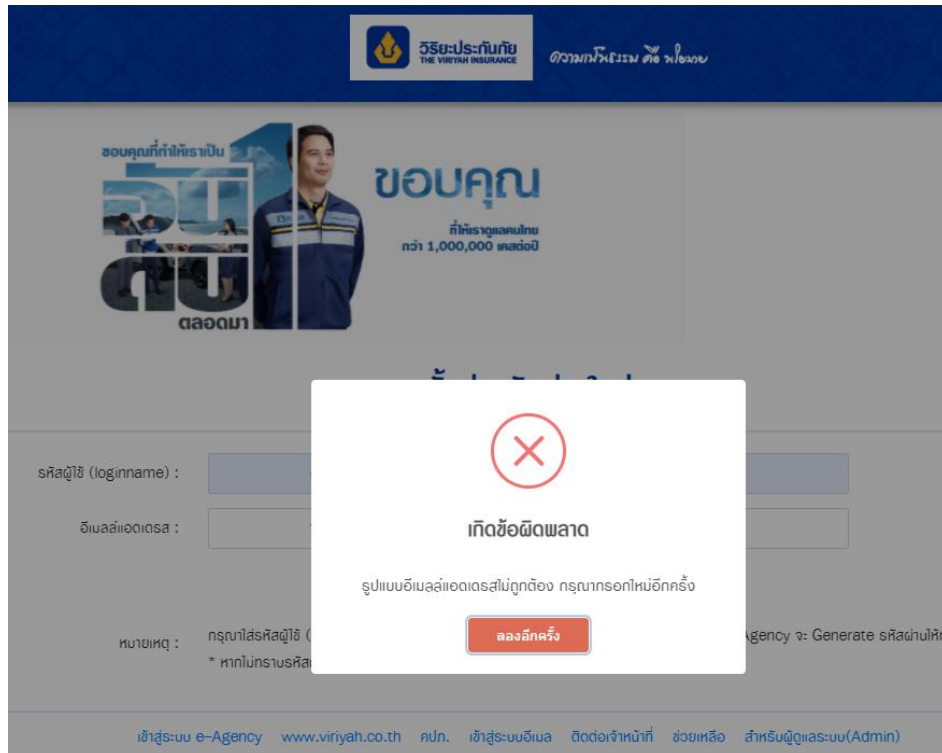 วิริยะประกันภัย
THE VIRIYAH INSURANCE
ความเป็นธรรม คือ นโยบาย
ขอบคุณที่ทำให้เราเป็น
อันดับ 1
ตลอดมา
ขอบคุณ
ที่ให้เราดูแลคนไทย
กว่า 1,000,000 เคสต่อปี
รหัสผู้ใช้ (loginname) :
อีเมลล์แอดเดรส :
เกิดข้อผิดพลาด
รูปแบบอีเมลล์แอดเดรสไม่ถูกต้อง กรุณากรอกใหม่อีกครั้ง
ลองอีกครั้ง
หมายเหตุ : กรุณาใส่รหัสผู้ใช้ ( Agency จะ Generate รหัสผ่านให้
* หากไม่ทราบรหัส
เข้าสู่ระบบ e-Agency www.viriyah.co.th คปภ. เข้าสู่ระบบอีเมล ติดต่อเจ้าหน้าที่ ช่วยเหลือ สำหรับผู้ดูแลระบบ(Admin)